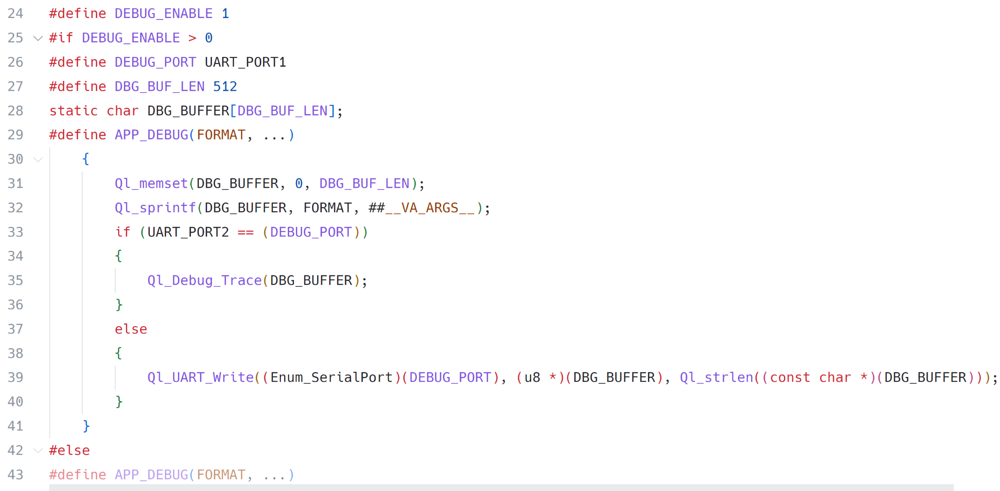 24 #define DEBUG_ENABLE 1
25 #if DEBUG_ENABLE > 0
26 #define DEBUG_PORT UART_PORT1
27 #define DBG_BUF_LEN 512
28 static char DBG_BUFFER[DBG_BUF_LEN];
29 #define APP_DEBUG(FORMAT, ...)
30 {
31 Ql_memset(DBG_BUFFER, 0, DBG_BUF_LEN);
32 Ql_sprintf(DBG_BUFFER, FORMAT, ##__VA_ARGS__);
33 if (UART_PORT2 == (DEBUG_PORT))
34 {
35 Ql_Debug_Trace(DBG_BUFFER);
36 }
37 else
38 {
39 Ql_UART_Write((Enum_SerialPort)(DEBUG_PORT), (u8 *)(DBG_BUFFER), Ql_strlen((const char *)(DBG_BUFFER)));
40 }
41 }
42 #else
43 #define APP_DEBUG(FORMAT, ...)